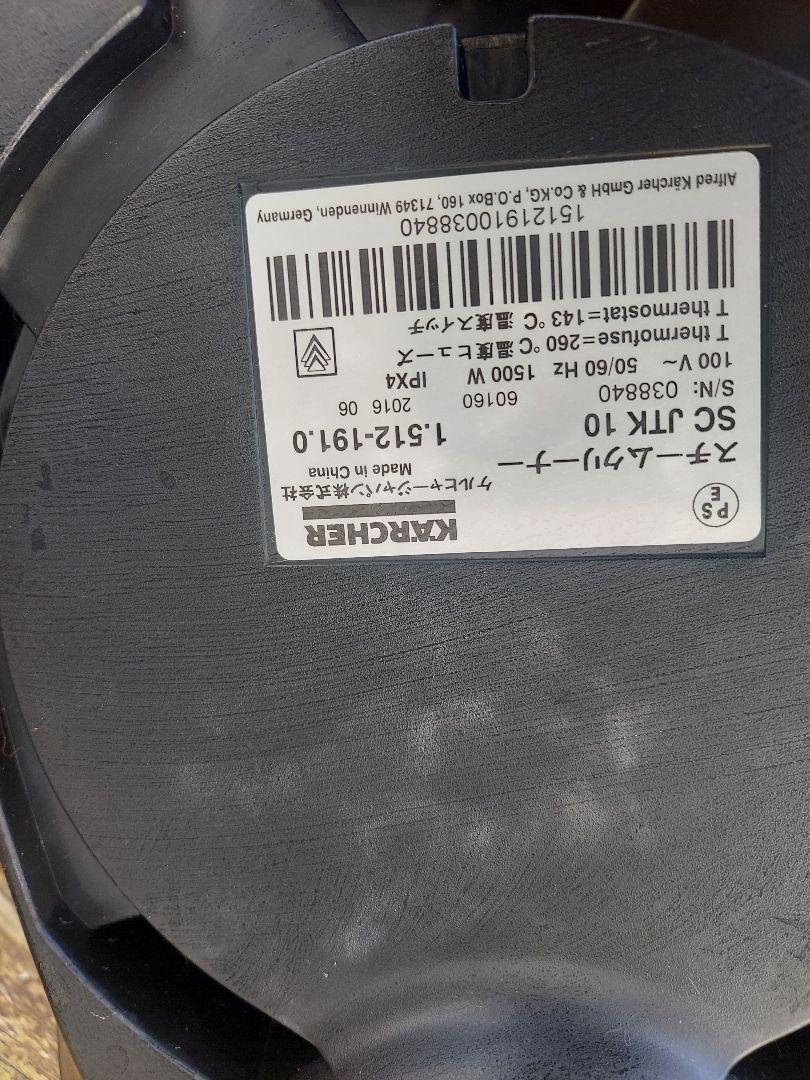 KÄRCHER
ケルヒャージャパン株式会社
Made in China
PS
E
スチームクリーナー
SC JTK 10
1.512-191.0
S/N: 038840 60160 2016 06
100 V~ 50/60 Hz 1500 W IPX4
T thermofuse=260 °C 温度ヒューズ
T thermostat=143 °C 温度スイッチ
15121910038840
Alfred Kärcher GmbH & Co.KG, P.O.Box 160, 71349 Winnenden, Germany